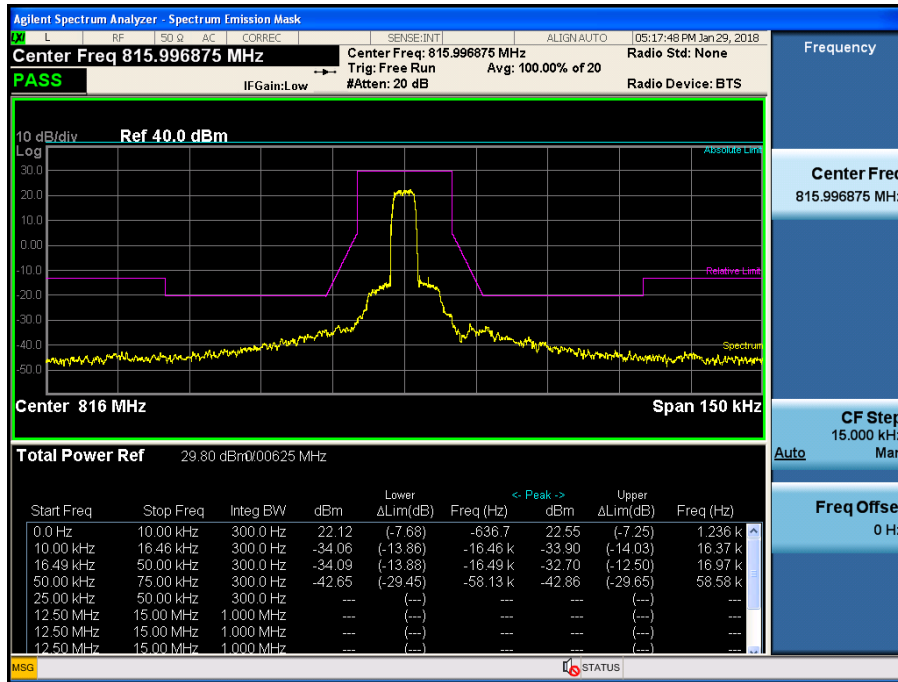 Agilent Spectrum Analyzer - Spectrum Emission Mask
LXI L RF 50 Ω AC CORREC SENSE:INT ALIGN AUTO 05:17:48 PM Jan 29, 2018
Center Freq 815.996875 MHz
Center Freq: 815.996875 MHz Radio Std: None
Trig: Free Run Avg: 100.00% of 20
PASS
IFGain:Low #Atten: 20 dB Radio Device: BTS
Frequency
10 dB/div Ref 40.0 dBm
Log
Absolute Limit
30.0
20.0
10.0
0.00
-10.0
Relative Limit
-20.0
-30.0
-40.0
Spectrum
-50.0
Center 816 MHz Span 150 kHz
Center Freq
815.996875 MHz
CF Step
15.000 kHz
Auto Man
Freq Offset
0 Hz
Total Power Ref 29.80 dBm/0.00625 MHz
Lower <- Peak -> Upper
Start Freq Stop Freq Integ BW dBm ΔLim(dB) Freq (Hz) dBm ΔLim(dB) Freq (Hz)
0.0 Hz 10.00 kHz 300.0 Hz 22.12 (-7.68) -636.7 22.55 (-7.25) 1.236 k
10.00 kHz 16.46 kHz 300.0 Hz -34.06 (-13.86) -16.46 k -33.90 (-14.03) 16.37 k
16.49 kHz 50.00 kHz 300.0 Hz -34.09 (-13.88) -16.49 k -32.70 (-12.50) 16.97 k
50.00 kHz 75.00 kHz 300.0 Hz -42.65 (-29.45) -58.13 k -42.86 (-29.65) 58.58 k
25.00 kHz 50.00 kHz 300.0 Hz --- (---) --- --- (---) ---
12.50 MHz 15.00 MHz 1.000 MHz --- (---) --- --- (---) ---
12.50 MHz 15.00 MHz 1.000 MHz --- (---) --- --- (---) ---
12.50 MHz 15.00 MHz 1.000 MHz --- (---) --- --- (---) ---
MSG STATUS